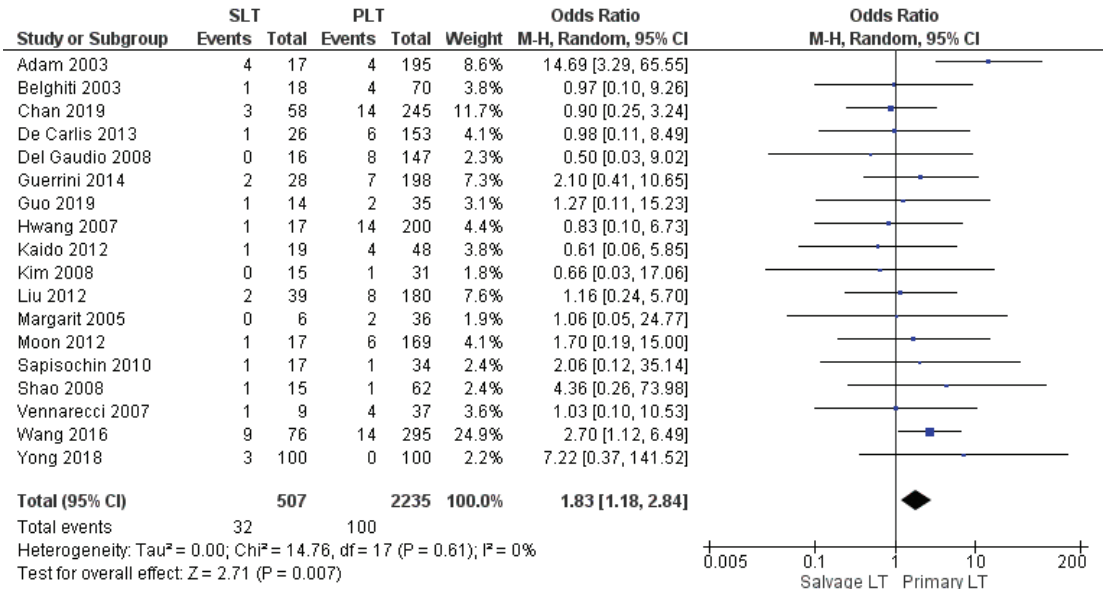 SLT PLT Odds Ratio Odds Ratio
Study or Subgroup Events Total Events Total Weight M-H, Random, 95% CI M-H, Random, 95% CI
Adam 2003 4 17 4 195 8.6% 14.69 [3.29, 65.55]
Belghiti 2003 1 18 4 70 3.8% 0.97 [0.10, 9.26]
Chan 2019 3 58 14 245 11.7% 0.90 [0.25, 3.24]
De Carlis 2013 1 26 6 153 4.1% 0.98 [0.11, 8.49]
Del Gaudio 2008 0 16 8 147 2.3% 0.50 [0.03, 9.02]
Guerrini 2014 2 28 7 198 7.3% 2.10 [0.41, 10.65]
Guo 2019 1 14 2 35 3.1% 1.27 [0.11, 15.23]
Hwang 2007 1 17 14 200 4.4% 0.83 [0.10, 6.73]
Kaido 2012 1 19 4 48 3.8% 0.61 [0.06, 5.85]
Kim 2008 0 15 1 31 1.8% 0.66 [0.03, 17.06]
Liu 2012 2 39 8 180 7.6% 1.16 [0.24, 5.70]
Margarit 2005 0 6 2 36 1.9% 1.06 [0.05, 24.77]
Moon 2012 1 17 6 169 4.1% 1.70 [0.19, 15.00]
Sapisochin 2010 1 17 1 34 2.4% 2.06 [0.12, 35.14]
Shao 2008 1 15 1 62 2.4% 4.36 [0.26, 73.98]
Vennarecci 2007 1 9 4 37 3.6% 1.03 [0.10, 10.53]
Wang 2016 9 76 14 295 24.9% 2.70 [1.12, 6.49]
Yong 2018 3 100 0 100 2.2% 7.22 [0.37, 141.52]
Total (95% CI) 507 2235 100.0% 1.83 [1.18, 2.84]
Total events 32 100
Heterogeneity: Tau² = 0.00; Chi² = 14.76, df = 17 (P = 0.61); I² = 0%
Test for overall effect: Z = 2.71 (P = 0.007)
0.005 0.1 1 10 200
Salvage LT Primary LT